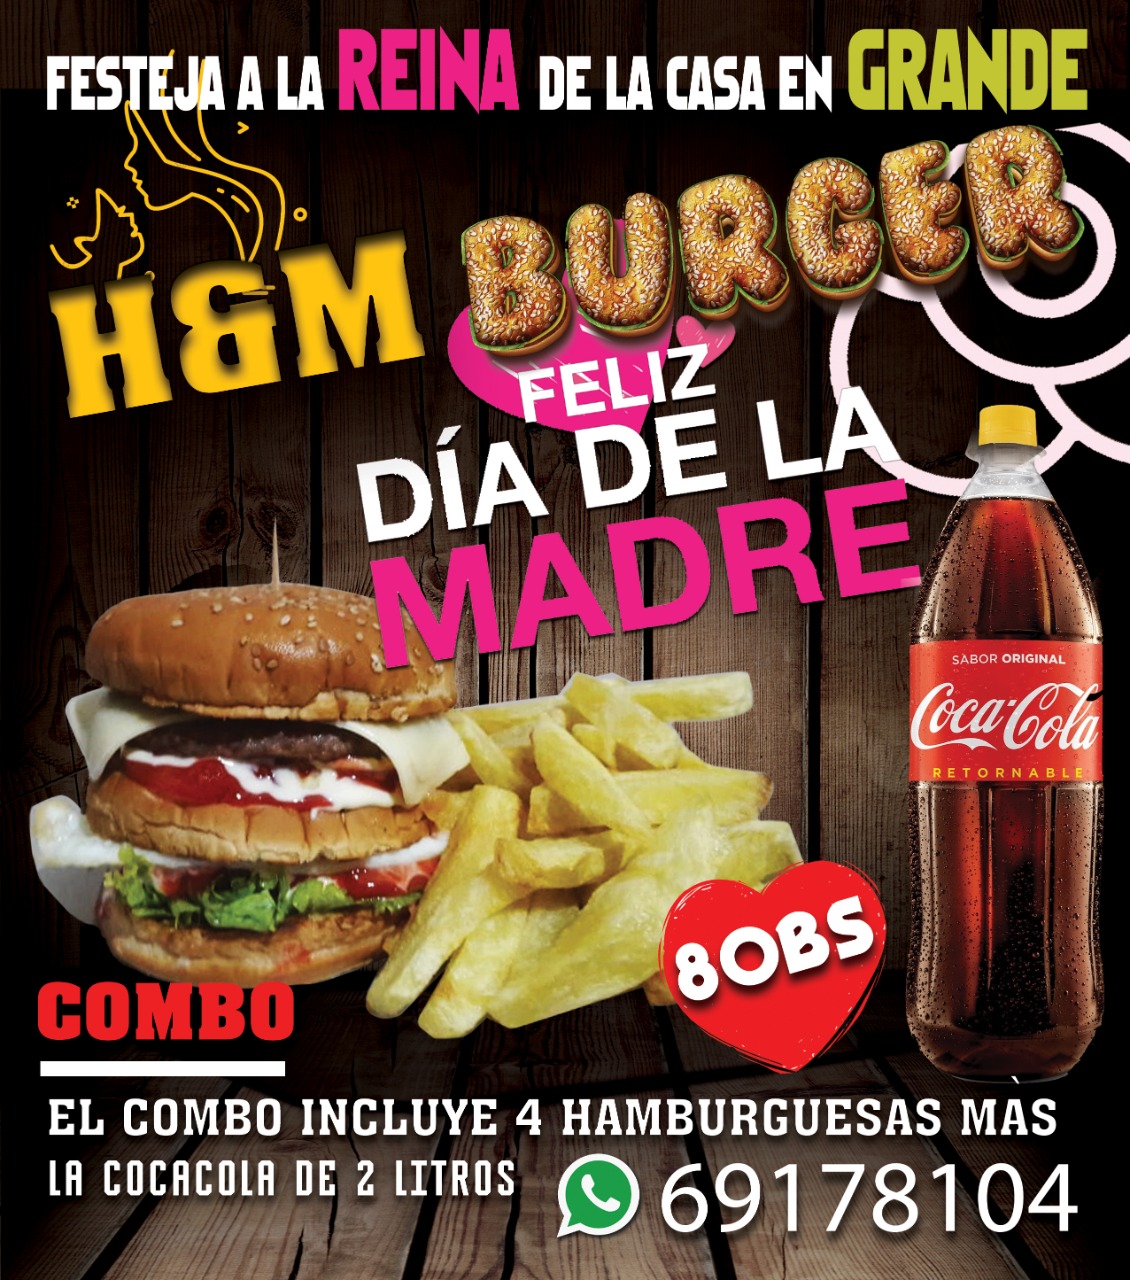 FESTEJA A LA REINA DE LA CASA EN GRANDE
H&M BURGER
FELIZ
DÍA DE LA
MADRE
SABOR ORIGINAL
Coca-Cola
RETORNABLE
80BS
COMBO
EL COMBO INCLUYE 4 HAMBURGUESAS MÀS
LA COCACOLA DE 2 LITROS
69178104